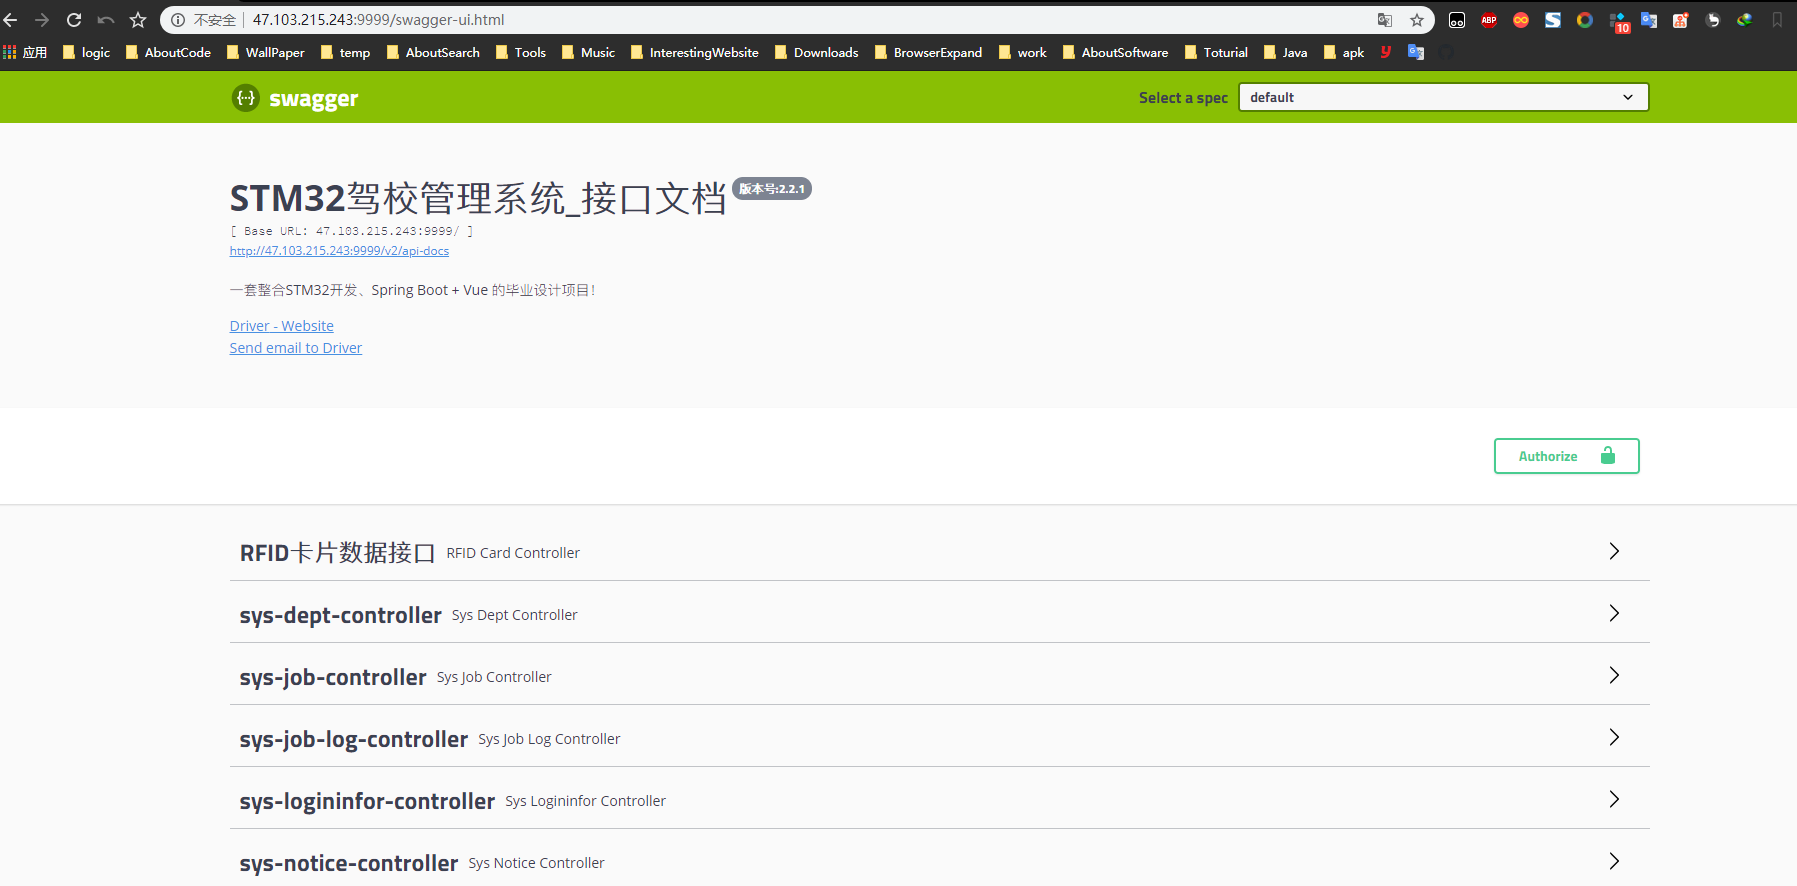 不安全 47.103.215.243:9999/swagger-ui.html
ABP 10
应用 logic AboutCode WallPaper temp AboutSearch Tools Music InterestingWebsite Downloads BrowserExpand work AboutSoftware Toturial Java apk
{···} swagger Select a spec default
STM32驾校管理系统_接口文档 版本号:2.2.1
[ Base URL: 47.103.215.243:9999/ ]
http://47.103.215.243:9999/v2/api-docs
一套整合STM32开发、Spring Boot + Vue 的毕业设计项目！
Driver - Website
Send email to Driver
Authorize
RFID卡片数据接口 RFID Card Controller
sys-dept-controller Sys Dept Controller
sys-job-controller Sys Job Controller
sys-job-log-controller Sys Job Log Controller
sys-logininfor-controller Sys Logininfor Controller
sys-notice-controller Sys Notice Controller